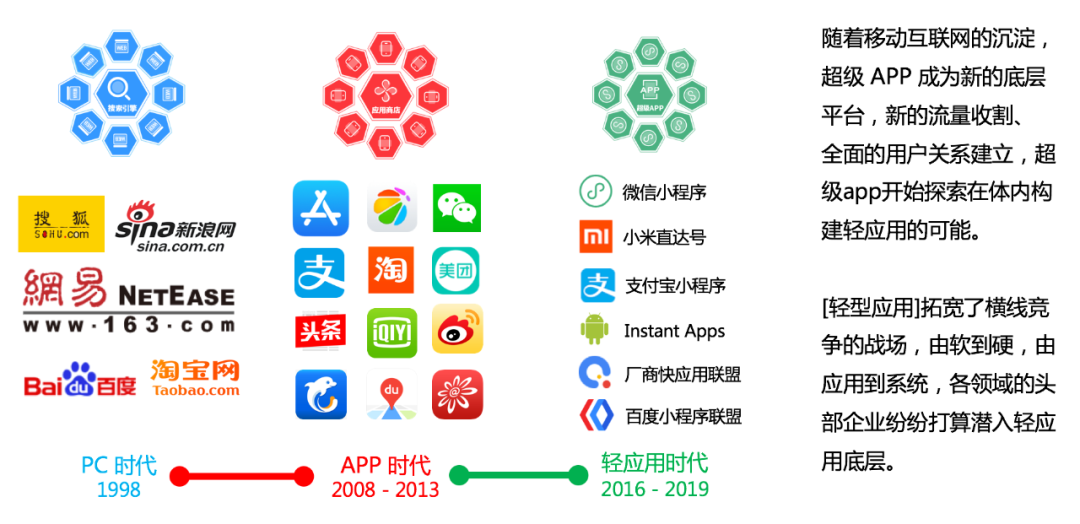 搜索引擎
应用商店
APP
超级APP
搜狐
SOHU.com
sina新浪网
sina.com.cn
網易 NETEASE
www.163.com
Bai du 百度
淘宝网
Taobao.com
支
淘
美团
头条
iQIYI
du
微信小程序
mi
小米直达号
支
支付宝小程序
Instant Apps
厂商快应用联盟
百度小程序联盟
PC 时代
1998
APP 时代
2008 - 2013
轻应用时代
2016 - 2019
随着移动互联网的沉淀，
超级 APP 成为新的底层
平台，新的流量收割、
全面的用户关系建立，超
级app开始探索在体内构
建轻应用的可能。
[轻型应用]拓宽了横线竞
争的战场，由软到硬，由
应用到系统，各领域的头
部企业纷纷打算潜入轻应
用底层。